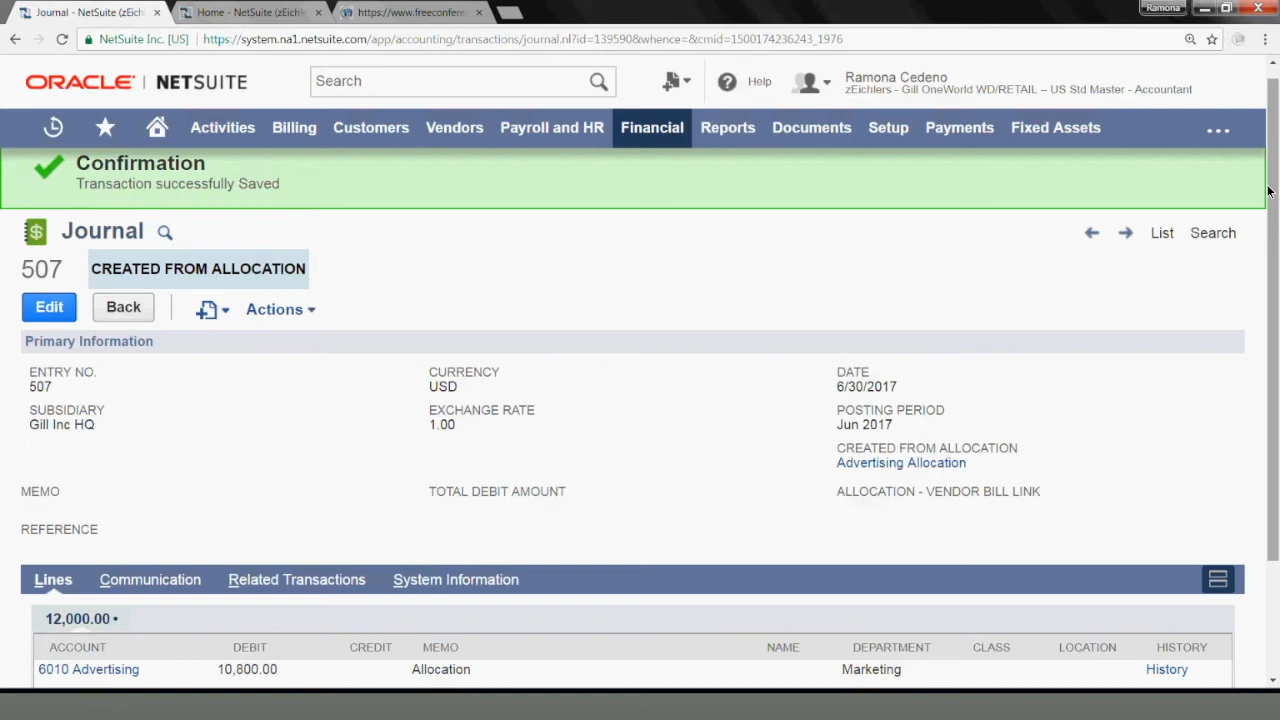 Journal - NetSuite (zEich
Home - NetSuite (zEichle
https://www.freeconferen
Ramona
NetSuite Inc. [US] https://system.na1.netsuite.com/app/accounting/transactions/journal.nl?id=139590&whence=&cmid=1500174236243_1976
ORACLE | NETSUITE
Search
Help
Ramona Cedeno
zEichlers - Gill OneWorld WD/RETAIL – US Std Master - Accountant
Activities Billing Customers Vendors Payroll and HR Financial Reports Documents Setup Payments Fixed Assets
Confirmation
Transaction successfully Saved
Journal
List Search
507 CREATED FROM ALLOCATION
Edit Back Actions
Primary Information
ENTRY NO.
507
SUBSIDIARY
Gill Inc HQ
CURRENCY
USD
EXCHANGE RATE
1.00
DATE
6/30/2017
POSTING PERIOD
Jun 2017
CREATED FROM ALLOCATION
Advertising Allocation
MEMO
TOTAL DEBIT AMOUNT
ALLOCATION - VENDOR BILL LINK
REFERENCE
Lines Communication Related Transactions System Information
12,000.00 •
ACCOUNT DEBIT CREDIT MEMO NAME DEPARTMENT CLASS LOCATION HISTORY
6010 Advertising 10,800.00 Allocation Marketing History